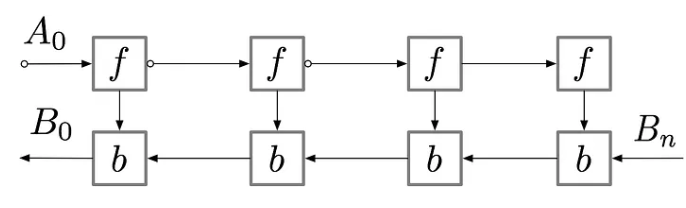 A₀
f f f f
B₀ Bₙ
b b b b